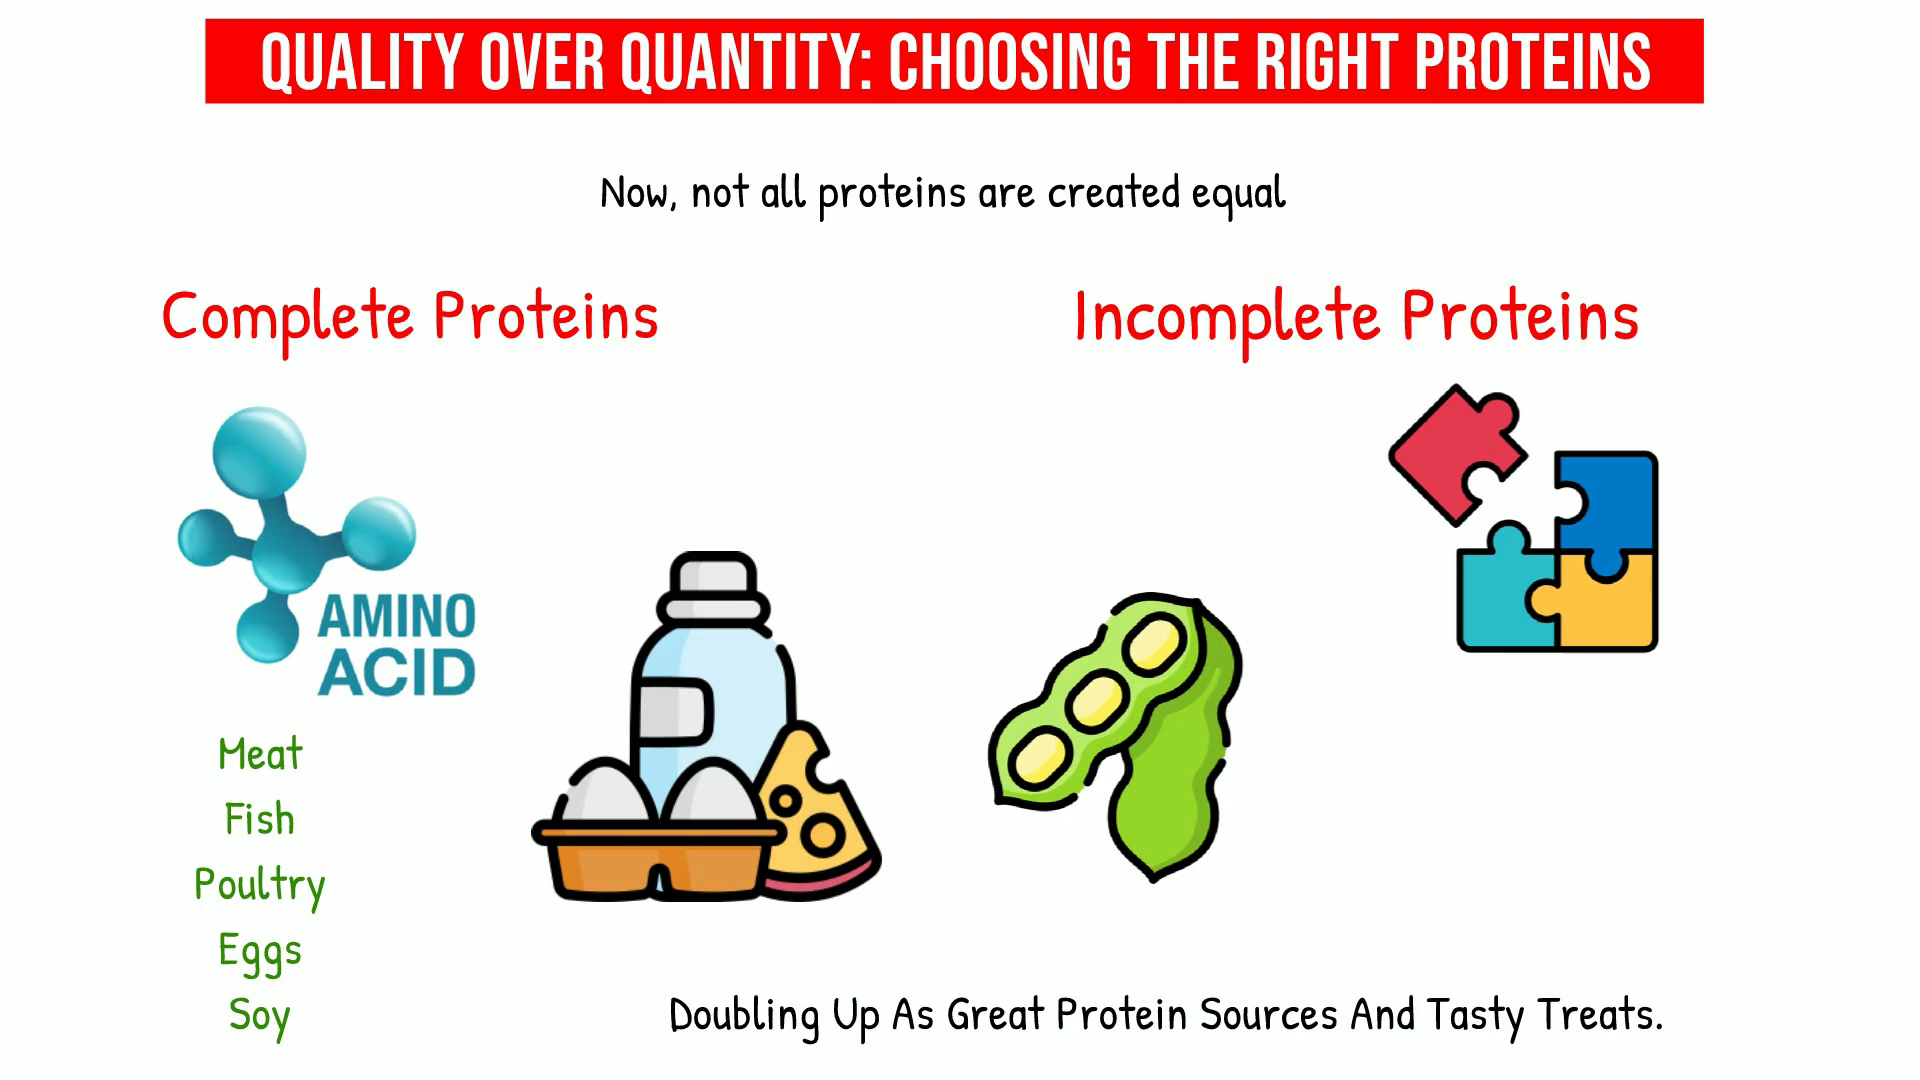 QUALITY OVER QUANTITY: CHOOSING THE RIGHT PROTEINS
Now, not all proteins are created equal
Complete Proteins
Incomplete Proteins
AMINO
ACID
Meat
Fish
Poultry
Eggs
Soy
Doubling Up As Great Protein Sources And Tasty Treats.